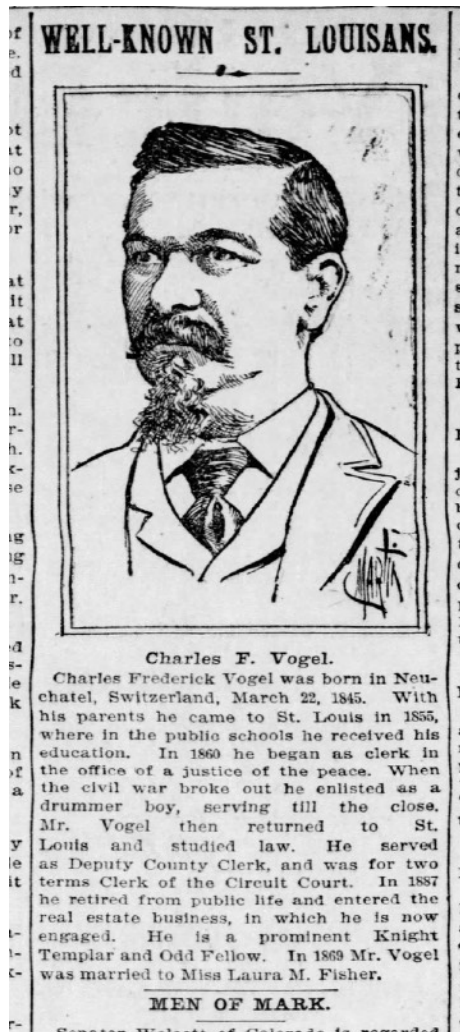 WELL-KNOWN ST. LOUISANS.
Charles F. Vogel.
Charles Frederick Vogel was born in Neu-
chatel, Switzerland, March 22, 1845. With
his parents he came to St. Louis in 1855,
where in the public schools he received his
education. In 1860 he began as clerk in
the office of a justice of the peace. When
the civil war broke out he enlisted as a
drummer boy, serving till the close.
Mr. Vogel then returned to St.
Louis and studied law. He served
as Deputy County Clerk, and was for two
terms Clerk of the Circuit Court. In 1887
he retired from public life and entered the
real estate business, in which he is now
engaged. He is a prominent Knight
Templar and Odd Fellow. In 1869 Mr. Vogel
was married to Miss Laura M. Fisher.
MEN OF MARK.
Senator Wolcott of Colorado is regarded